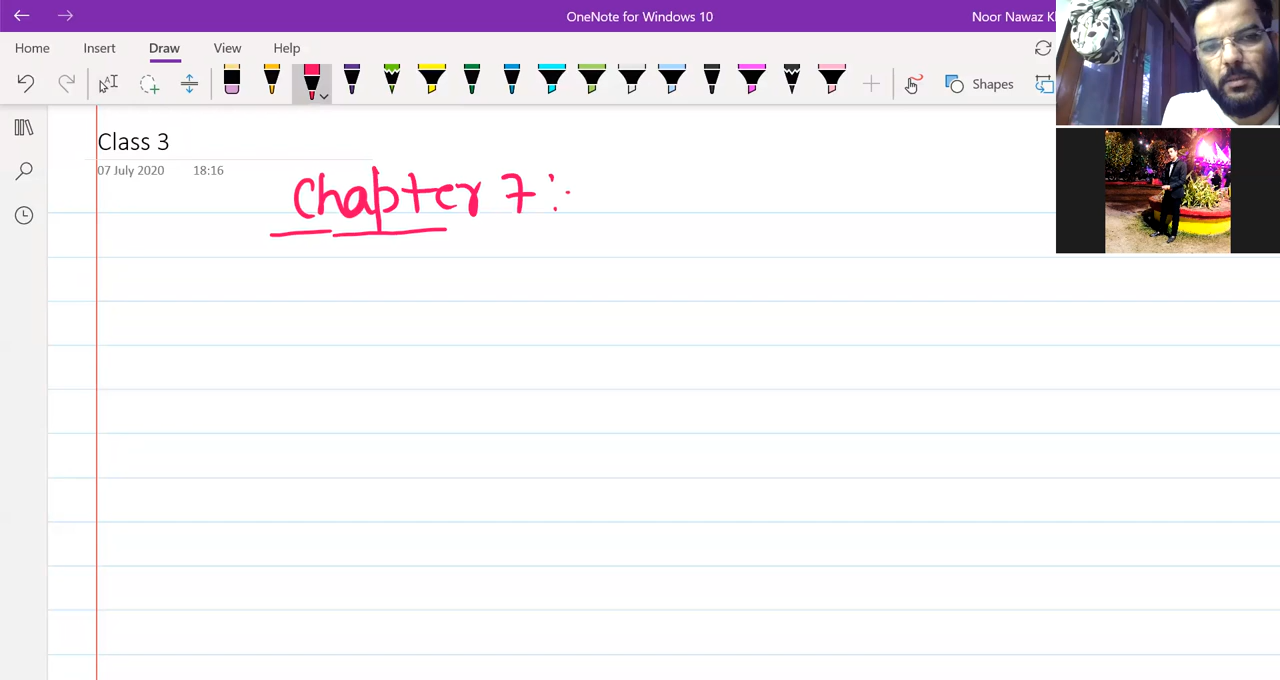 OneNote for Windows 10
Noor Nawaz
Home Insert Draw View Help
Shapes
Class 3
07 July 2020 18:16
Chapter 7 :-